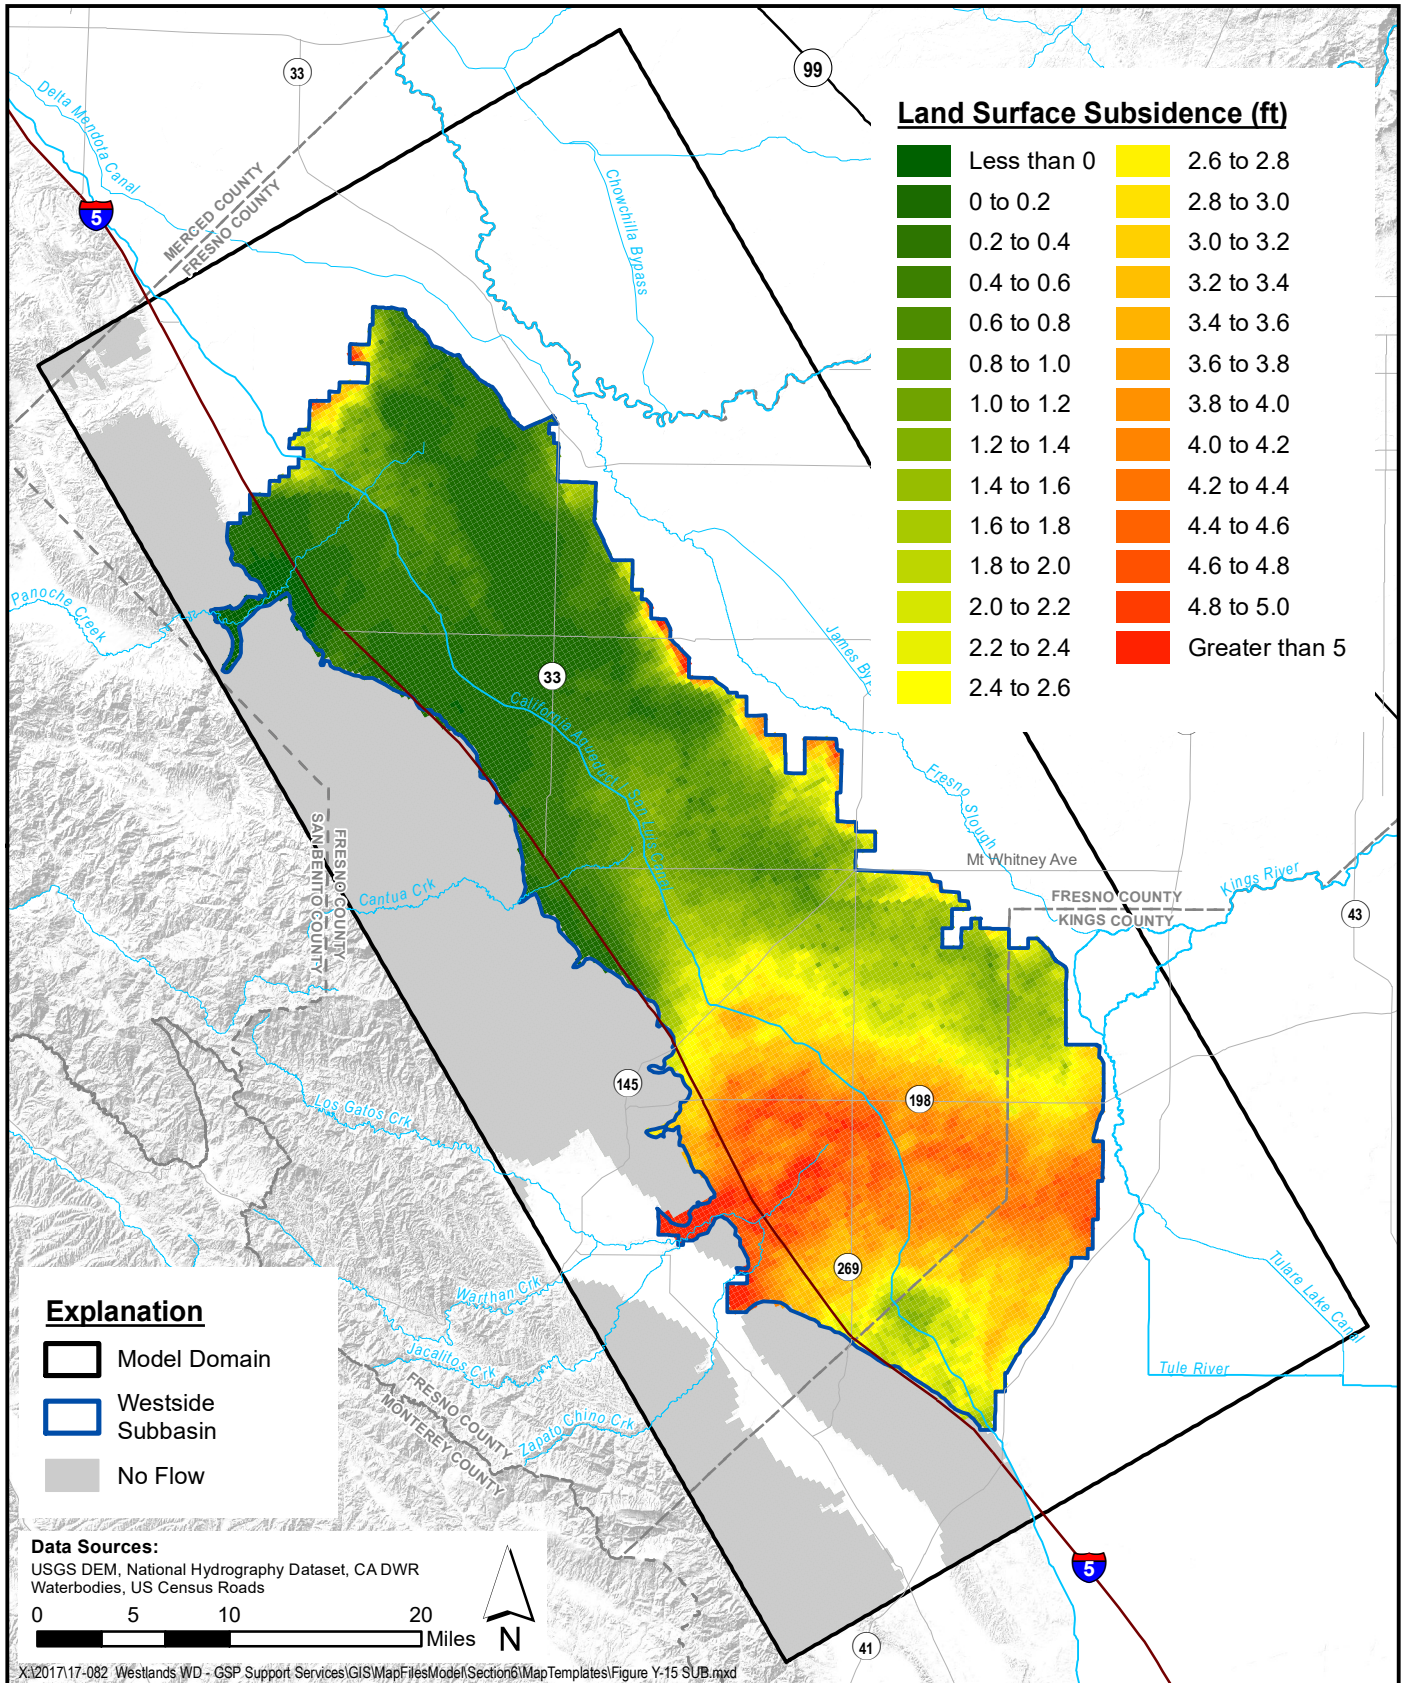 33
99
Delta Mendota Canal
5
MERCED COUNTY
FRESNO COUNTY
Chowchilla Bypass
Land Surface Subsidence (ft)
Less than 0
0 to 0.2
0.2 to 0.4
0.4 to 0.6
0.6 to 0.8
0.8 to 1.0
1.0 to 1.2
1.2 to 1.4
1.4 to 1.6
1.6 to 1.8
1.8 to 2.0
2.0 to 2.2
2.2 to 2.4
2.4 to 2.6
2.6 to 2.8
2.8 to 3.0
3.0 to 3.2
3.2 to 3.4
3.4 to 3.6
3.6 to 3.8
3.8 to 4.0
4.0 to 4.2
4.2 to 4.4
4.4 to 4.6
4.6 to 4.8
4.8 to 5.0
Greater than 5
Panoche Creek
James By
33
California Aqueduct / San Luis Canal
Fresno Slough
SAN BENITO COUNTY
FRESNO COUNTY
Cantua Crk
Mt Whitney Ave
FRESNO COUNTY
KINGS COUNTY
Kings River
43
145
198
Los Gatos Crk
269
Warthan Crk
Jacalitos Crk
Zapato Chino Crk
FRESNO COUNTY
MONTEREY COUNTY
Tulare Lake Canal
Tule River
5
41
Explanation
Model Domain
Westside
Subbasin
No Flow
Data Sources:
USGS DEM, National Hydrography Dataset, CA DWR
Waterbodies, US Census Roads
0 5 10 20
Miles
N
X:\2017\17-082 Westlands WD - GSP Support Services\GIS\MapFilesModel\Section6\MapTemplates\Figure Y-15 SUB.mxd